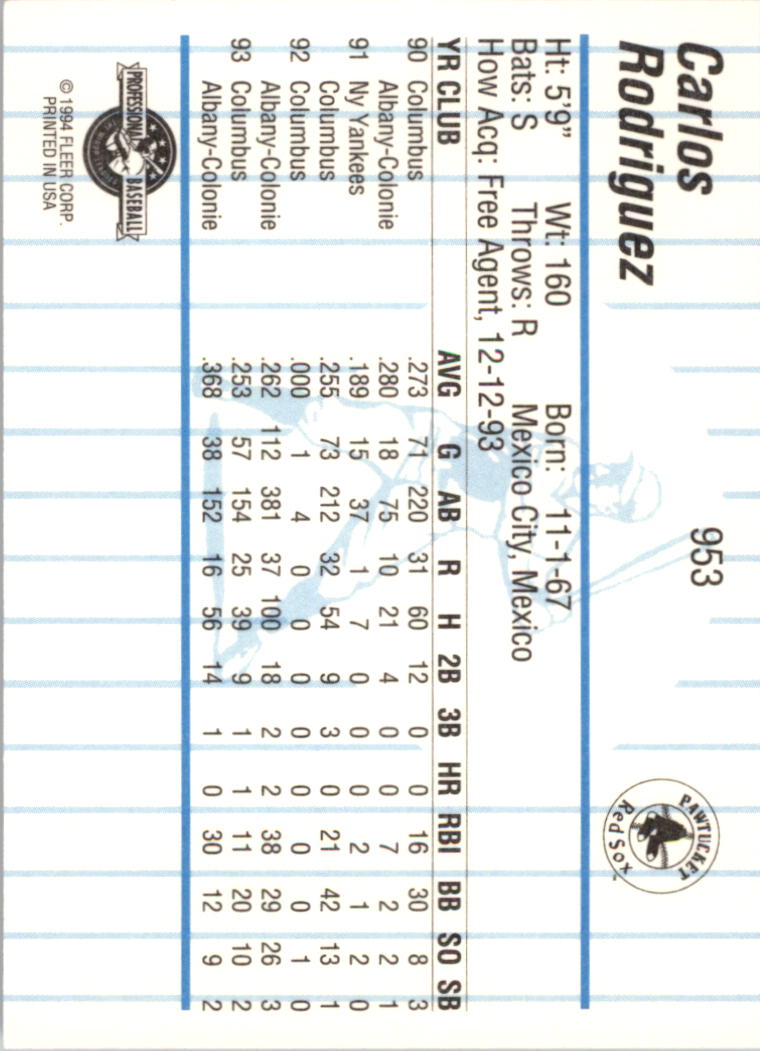 Carlos
Rodriguez
953
PAWTUCKET
Red Sox
Ht: 5'9" Wt: 160 Born: 11-1-67
Bats: S Throws: R Mexico City, Mexico
How Acq: Free Agent, 12-12-93
YR CLUB AVG G AB R H 2B 3B HR RBI BB SO SB
90 Columbus .273 71 220 31 60 12 0 0 16 30 8 3
Albany-Colonie .280 18 75 10 21 4 0 0 7 2 2 1
91 Ny Yankees .189 15 37 1 7 0 0 0 2 1 2 0
Columbus .255 73 212 32 54 9 3 0 21 42 13 1
92 Columbus .000 1 4 0 0 0 0 0 0 0 1 0
Albany-Colonie .262 112 381 37 100 18 2 2 38 29 26 3
93 Columbus .253 57 154 25 39 9 1 1 11 20 10 2
Albany-Colonie .368 38 152 16 56 14 1 0 30 12 9 2
PROFESSIONAL BASEBALL
© 1994 FLEER CORP.
PRINTED IN USA